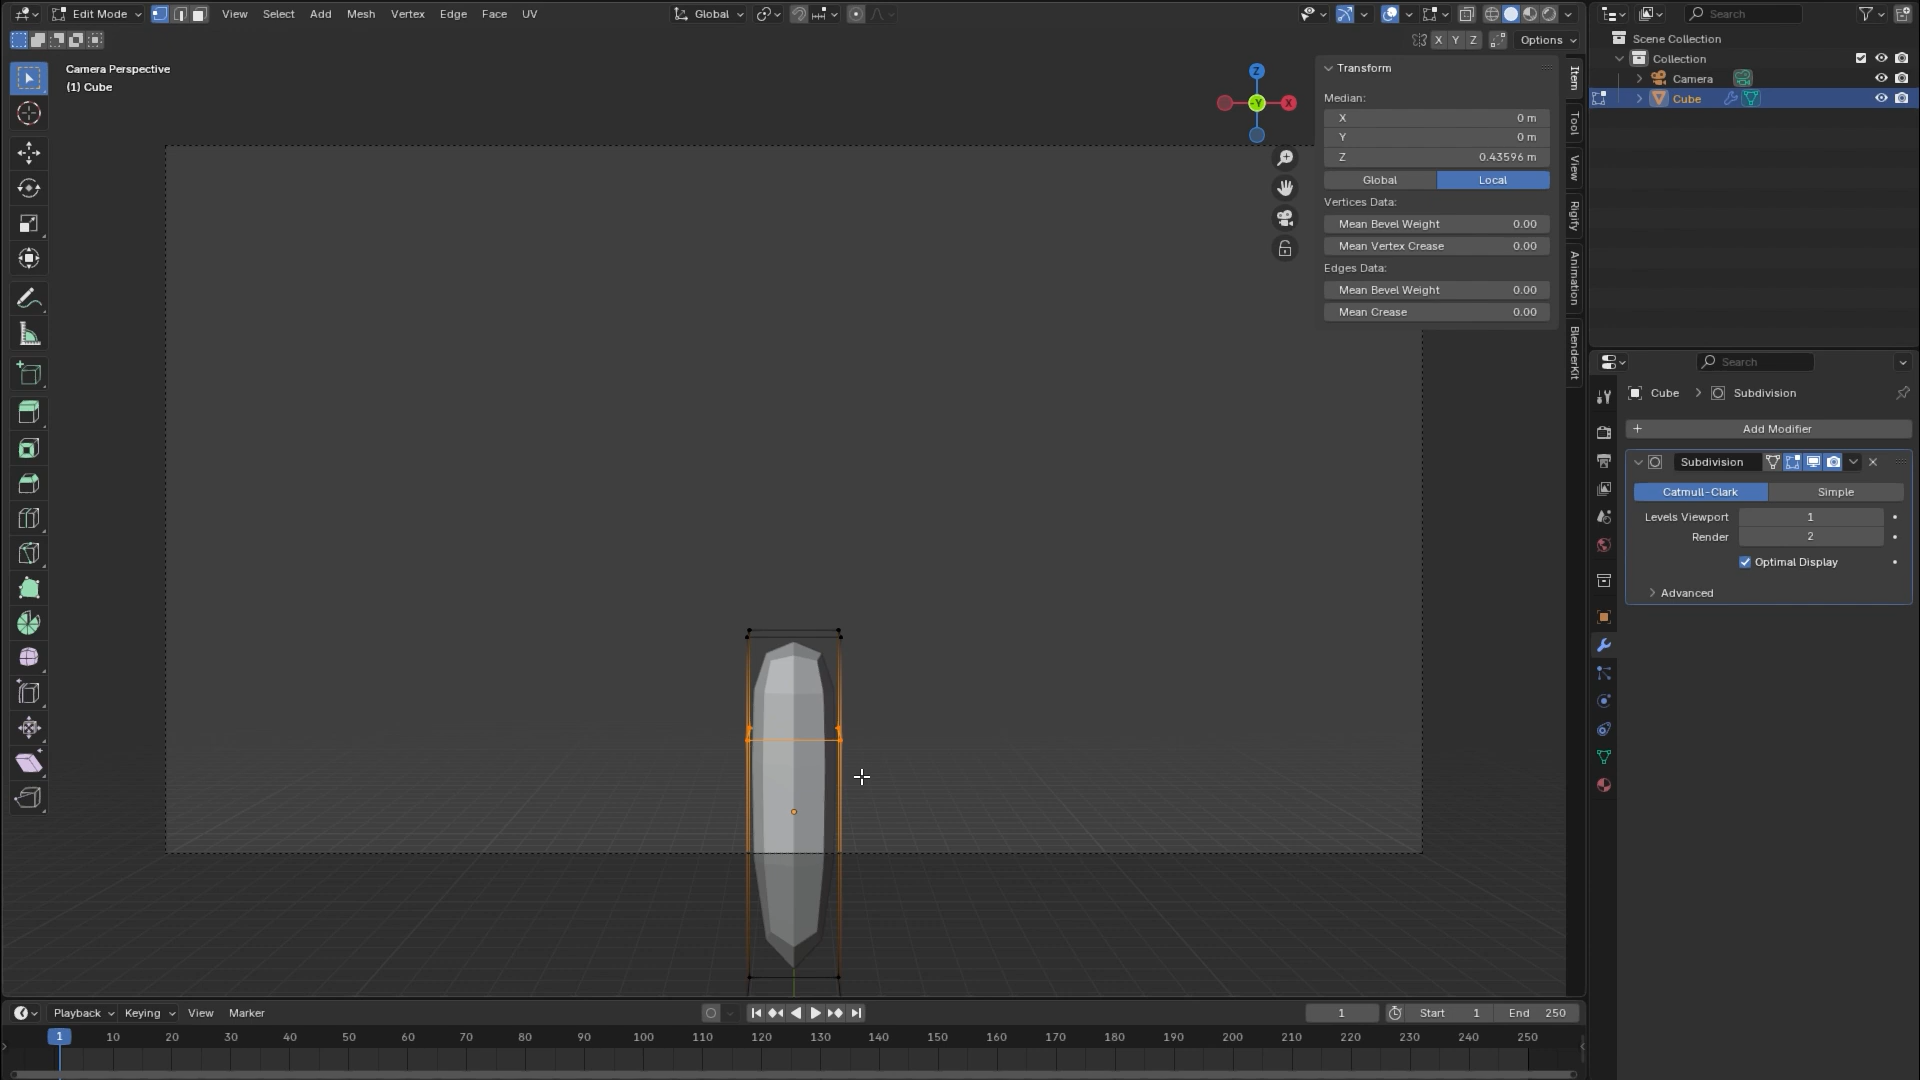 Edit Mode View Select Add Mesh Vertex Edge Face UV Global Search
X Y Z Options
Scene Collection
Collection
Camera
Cube
Camera Perspective
(1) Cube
Z
-Y
X
Transform
Median:
X 0 m
Y 0 m
Z 0.43596 m
Global Local
Vertices Data:
Mean Bevel Weight 0.00
Mean Vertex Crease 0.00
Edges Data:
Mean Bevel Weight 0.00
Mean Crease 0.00
Item
Tool
View
Rigify
Animation
BlenderKit
Search
Cube Subdivision
+ Add Modifier
Subdivision
Catmull-Clark Simple
Levels Viewport 1
Render 2
Optimal Display
Advanced
Playback Keying View Marker 1 Start 1 End 250
1 10 20 30 40 50 60 70 80 90 100 110 120 130 140 150 160 170 180 190 200 210 220 230 240 250